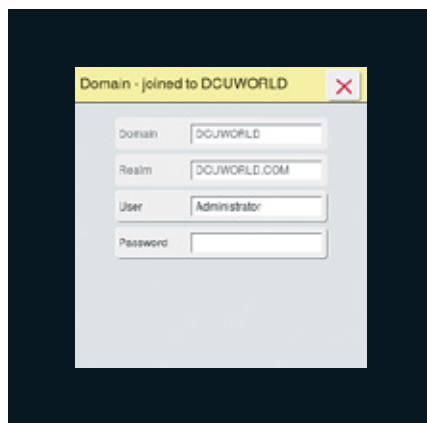 Domain - joined to DCUWORLD
Domain DCUWORLD
Realm DCUWORLD.COM
User Administrator
Password